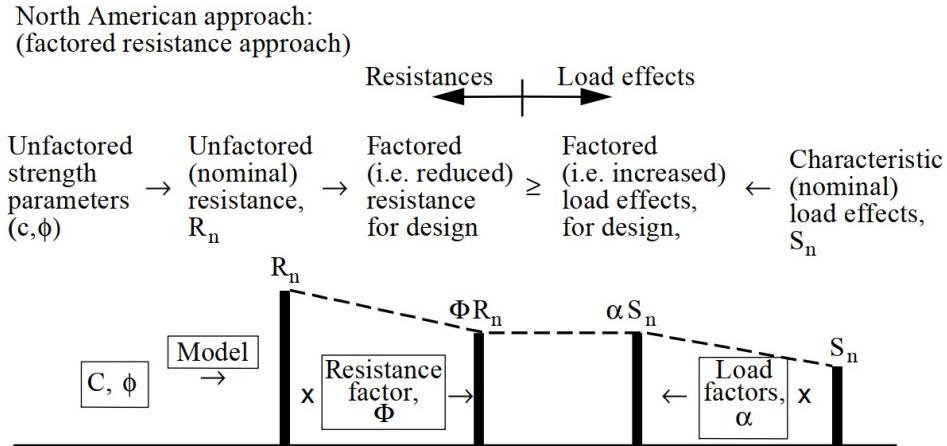 North American approach:
(factored resistance approach)
Resistances
Load effects
Unfactored
strength
parameters
(c,ϕ)
→
Unfactored
(nominal)
resistance,
Rn
→
Factored
(i.e. reduced)
resistance
for design
≥
Factored
(i.e. increased)
load effects,
for design,
←
Characteristic
(nominal)
load effects,
Sn
Rn
ΦRn
αSn
Sn
C, ϕ
Model
→
x
Resistance
factor,
Φ
→
←
Load
factors,
α
x